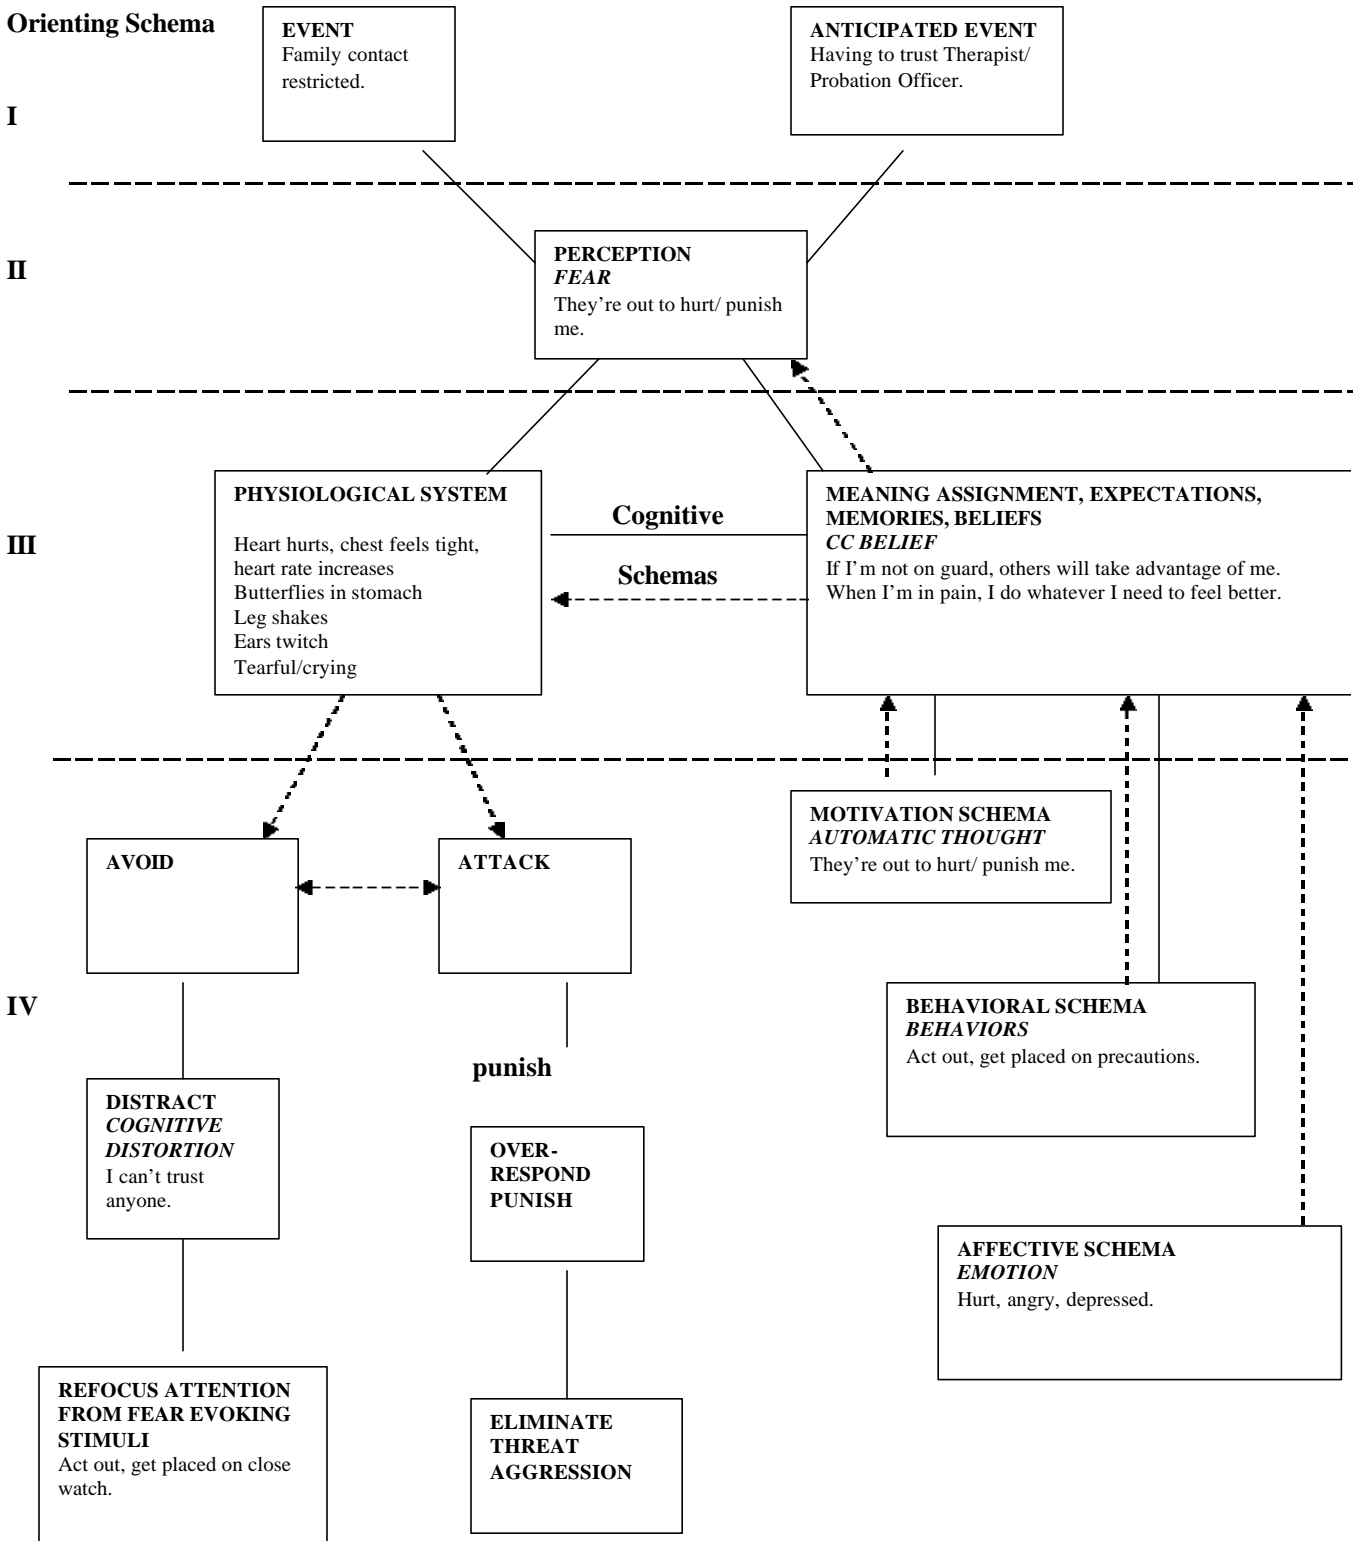 Orienting Schema
EVENT
Family contact
restricted.
ANTICIPATED EVENT
Having to trust Therapist/
Probation Officer.
I
II
PERCEPTION
FEAR
They’re out to hurt/ punish
me.
III
PHYSIOLOGICAL SYSTEM
Heart hurts, chest feels tight,
heart rate increases
Butterflies in stomach
Leg shakes
Ears twitch
Tearful/crying
Cognitive
Schemas
MEANING ASSIGNMENT, EXPECTATIONS,
MEMORIES, BELIEFS
CC BELIEF
If I’m not on guard, others will take advantage of me.
When I’m in pain, I do whatever I need to feel better.
AVOID
ATTACK
MOTIVATION SCHEMA
AUTOMATIC THOUGHT
They’re out to hurt/ punish me.
IV
BEHAVIORAL SCHEMA
BEHAVIORS
Act out, get placed on precautions.
punish
DISTRACT
COGNITIVE
DISTORTION
I can’t trust
anyone.
OVER-
RESPOND
PUNISH
AFFECTIVE SCHEMA
EMOTION
Hurt, angry, depressed.
REFOCUS ATTENTION
FROM FEAR EVOKING
STIMULI
Act out, get placed on close
watch.
ELIMINATE
THREAT
AGGRESSION